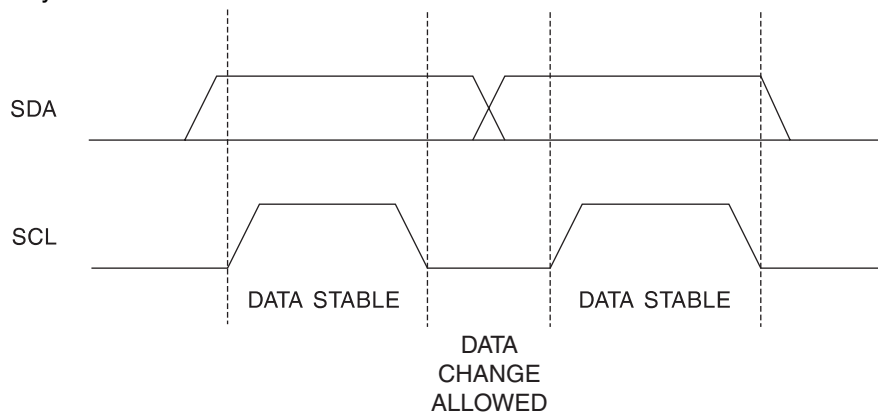 SDA
SCL
DATA STABLE
DATA STABLE
DATA
CHANGE
ALLOWED